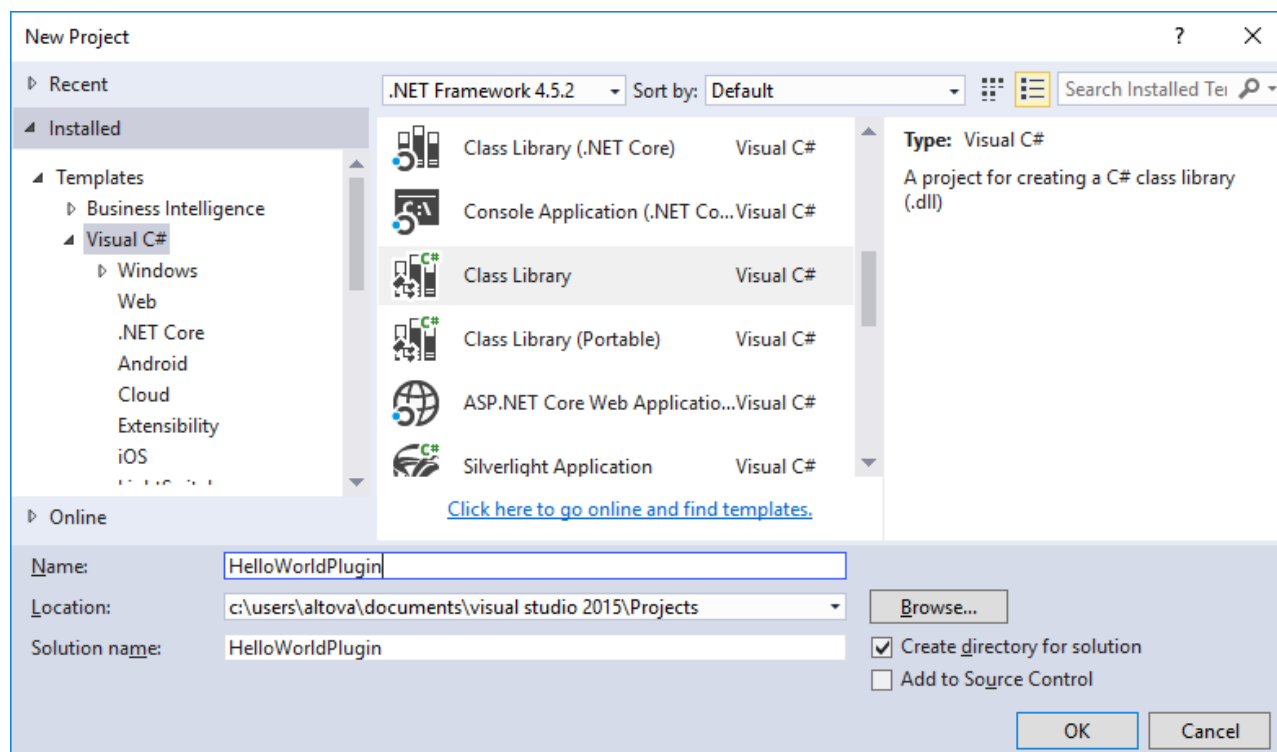 New Project
?
Recent
Installed
Templates
Business Intelligence
Visual C#
Windows
Web
.NET Core
Android
Cloud
Extensibility
iOS
Online
.NET Framework 4.5.2
Sort by: Default
Search Installed Te
Class Library (.NET Core) Visual C#
Console Application (.NET Co... Visual C#
Class Library Visual C#
Class Library (Portable) Visual C#
ASP.NET Core Web Applicatio... Visual C#
Silverlight Application Visual C#
Click here to go online and find templates.
Type: Visual C#
A project for creating a C# class library
(.dll)
Name: HelloWorldPlugin
Location: c:\users\altova\documents\visual studio 2015\Projects
Browse...
Solution name: HelloWorldPlugin
Create directory for solution
Add to Source Control
OK Cancel